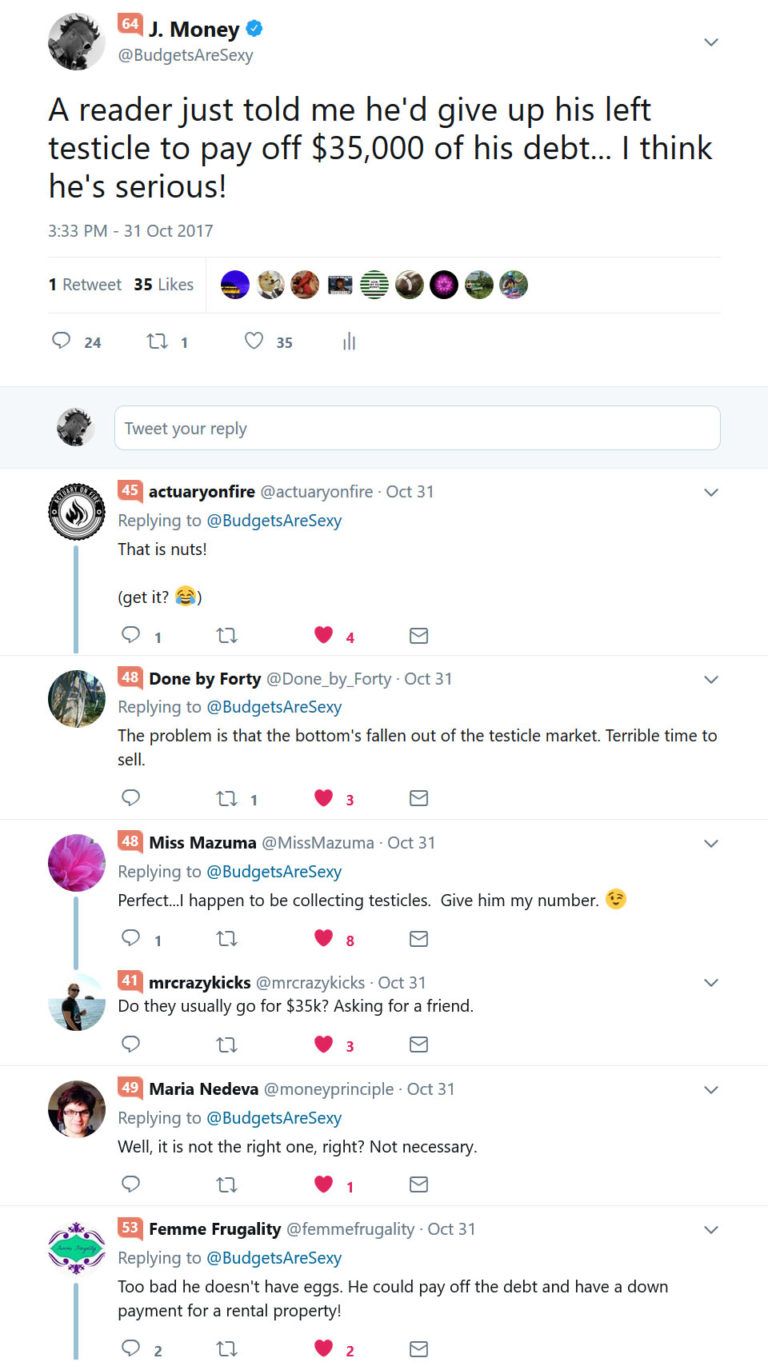 64 J. Money
@BudgetsAreSexy
A reader just told me he'd give up his left
testicle to pay off $35,000 of his debt... I think
he's serious!
3:33 PM - 31 Oct 2017
1 Retweet 35 Likes
24 1 35
Tweet your reply
45 actuaryonfire @actuaryonfire · Oct 31
Replying to @BudgetsAreSexy
That is nuts!
(get it? 😂)
1 4
48 Done by Forty @Done_by_Forty · Oct 31
Replying to @BudgetsAreSexy
The problem is that the bottom's fallen out of the testicle market. Terrible time to
sell.
1 3
48 Miss Mazuma @MissMazuma · Oct 31
Replying to @BudgetsAreSexy
Perfect...I happen to be collecting testicles. Give him my number. 😉
1 8
41 mrcrazykicks @mrcrazykicks · Oct 31
Do they usually go for $35k? Asking for a friend.
3
49 Maria Nedeva @moneyprinciple · Oct 31
Replying to @BudgetsAreSexy
Well, it is not the right one, right? Not necessary.
1
53 Femme Frugality @femmefrugality · Oct 31
Replying to @BudgetsAreSexy
Too bad he doesn't have eggs. He could pay off the debt and have a down
payment for a rental property!
2 2